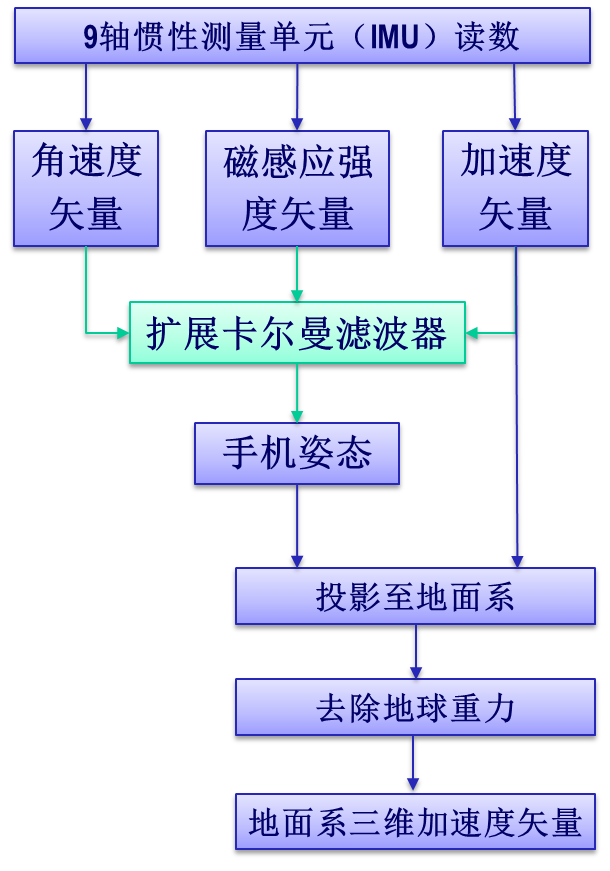 9轴惯性测量单元（IMU）读数
角速度
矢量
磁感应强
度矢量
加速度
矢量
扩展卡尔曼滤波器
手机姿态
投影至地面系
去除地球重力
地面系三维加速度矢量